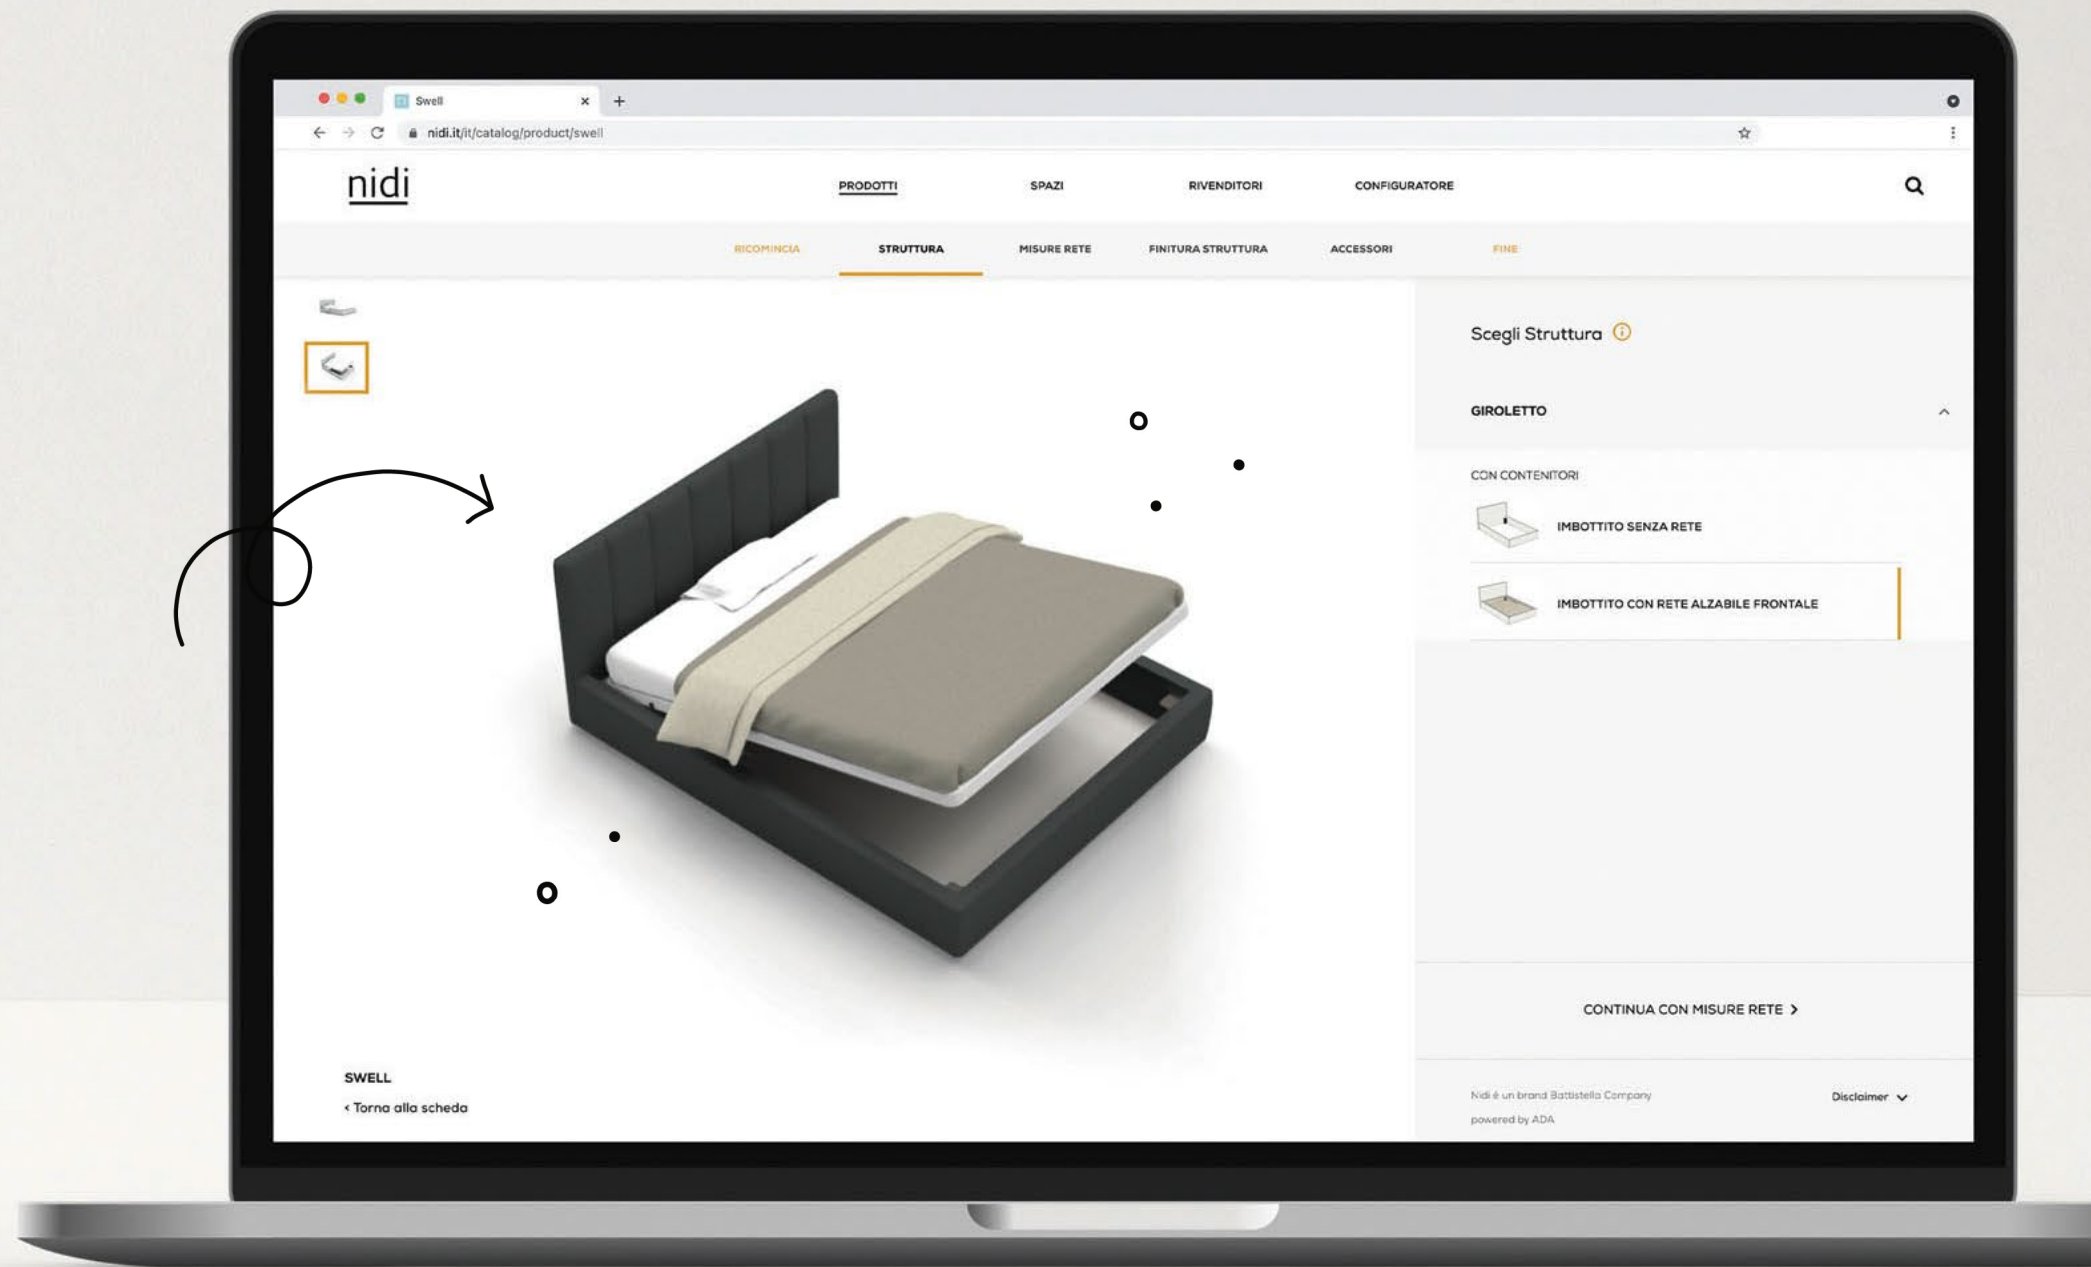 Swell
nidi.it/it/catalog/product/swell
nidi
PRODOTTI
SPAZI
RIVENDITORI
CONFIGURATORE
RICOMINCIA
STRUTTURA
MISURE RETE
FINITURA STRUTTURA
ACCESSORI
FINE
Scegli Struttura
GIROLETTO
CON CONTENITORI
IMBOTTITO SENZA RETE
IMBOTTITO CON RETE ALZABILE FRONTALE
CONTINUA CON MISURE RETE >
SWELL
< Torna alla scheda
Nidi è un brand Battistella Company
powered by ADA
Disclaimer